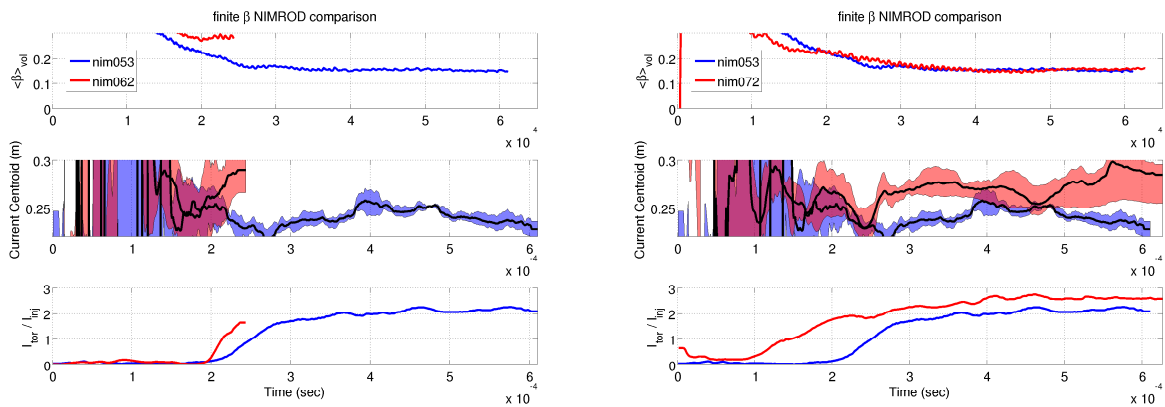 finite β NIMROD comparison
<β>vol
0.2
0.1
0
nim053
nim062
0 1 2 3 4 5 6
x 10 4
Current Centroid (m)
0.3
0.25
0 1 2 3 4 5 6
x 10 -4
Itor / Iinj
3
2
1
0
0 1 2 3 4 5 6
Time (sec)
x 10 -4
finite β NIMROD comparison
<β>vol
0.2
0.1
0
nim053
nim072
0 1 2 3 4 5 6
x 10 4
Current Centroid (m)
0.3
0.25
0 1 2 3 4 5 6
x 10 -4
Itor / Iinj
3
2
1
0
0 1 2 3 4 5 6
Time (sec)
x 10 -4